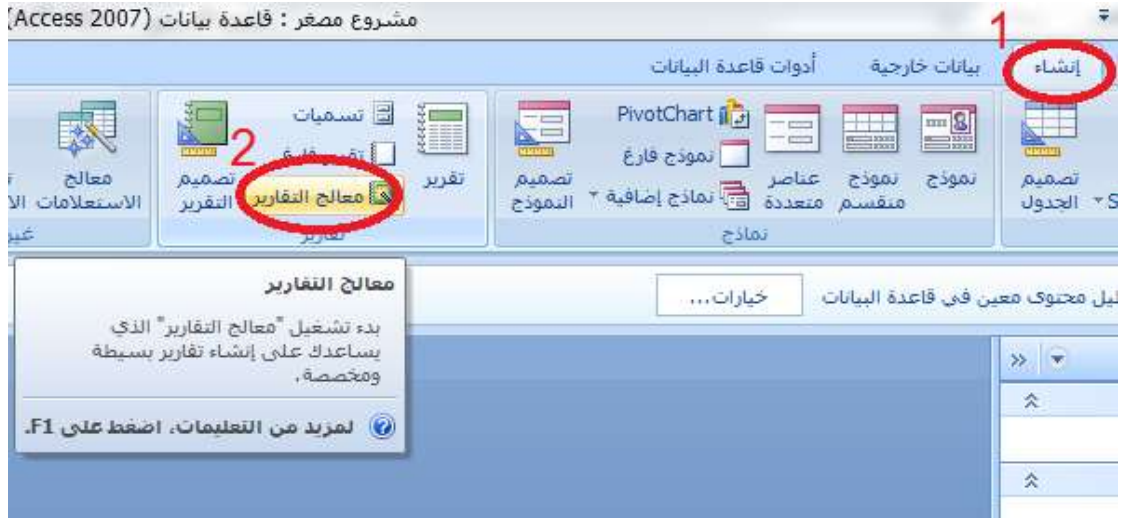 مشروع مصغر : قاعدة بيانات (Access 2007)
1
إنشاء
بيانات خارجية
أدوات قاعدة البيانات
تصميم
الجدول
نموذج
نموذج
منقسم
عناصر
متعددة
PivotChart
نموذج فارغ
نماذج إضافية
تصميم
النموذج
نماذج
تقرير
تسميات
تقرير فارغ
معالج التقارير
2
تصميم
التقرير
تقارير
معالج
الاستعلامات
معالج التقارير
بدء تشغيل "معالج التقارير" الذي
يساعدك على إنشاء تقارير بسيطة
ومخصصة.
لمزيد من التعليمات، اضغط على F1.
محتوى معين في قاعدة البيانات
خيارات...